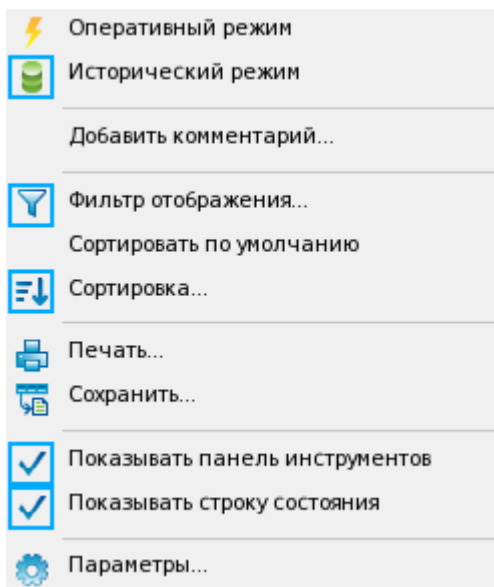 Оперативный режим
Исторический режим
Добавить комментарий...
Фильтр отображения...
Сортировать по умолчанию
Сортировка...
Печать...
Сохранить...
Показывать панель инструментов
Показывать строку состояния
Параметры...